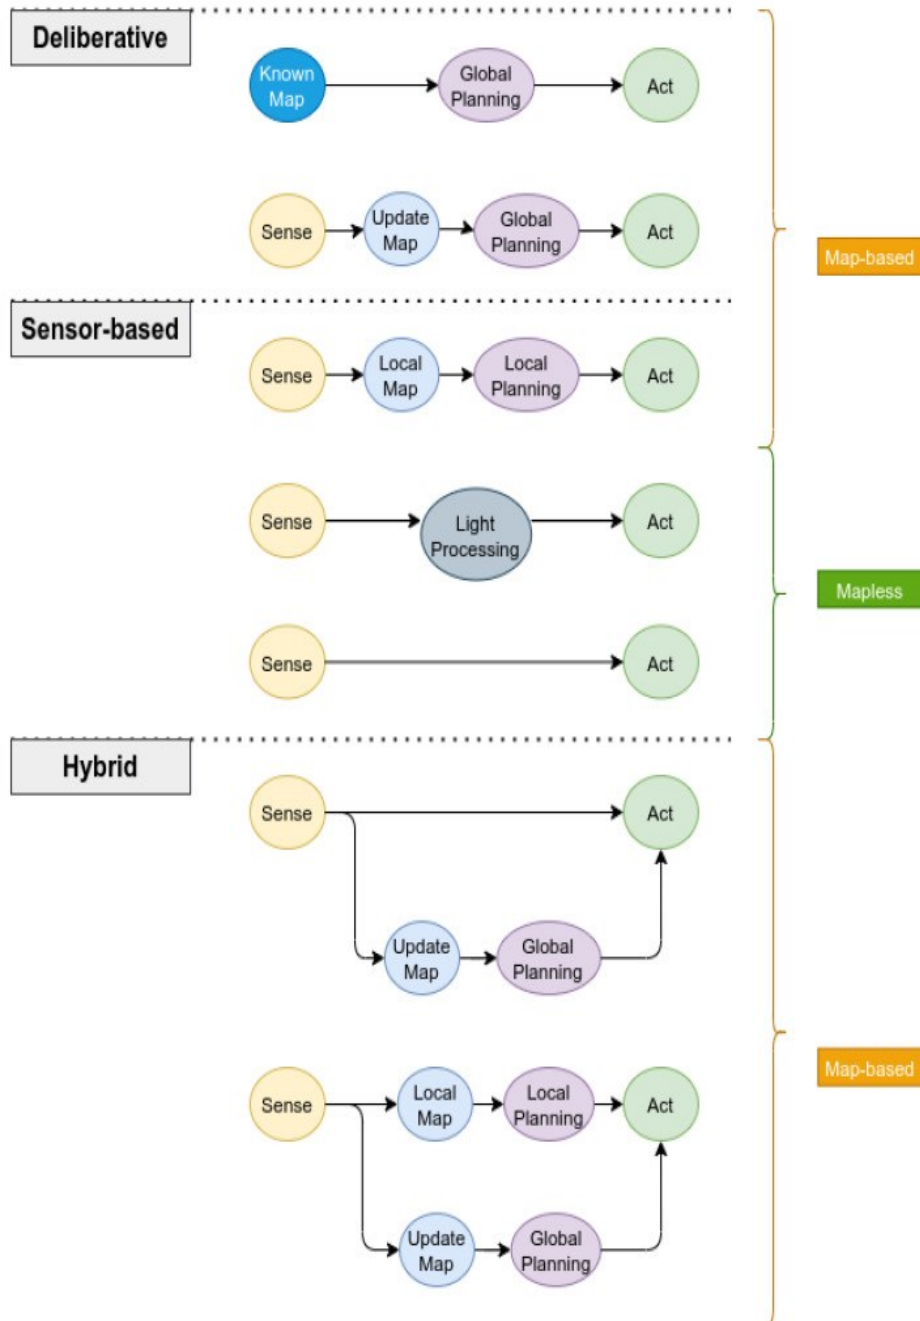 Deliberative
Known
Map
Global
Planning
Act
Sense
Update
Map
Global
Planning
Act
Map-based
Sensor-based
Sense
Local
Map
Local
Planning
Act
Sense
Light
Processing
Act
Mapless
Sense
Act
Hybrid
Sense
Act
Update
Map
Global
Planning
Map-based
Sense
Local
Map
Local
Planning
Act
Update
Map
Global
Planning